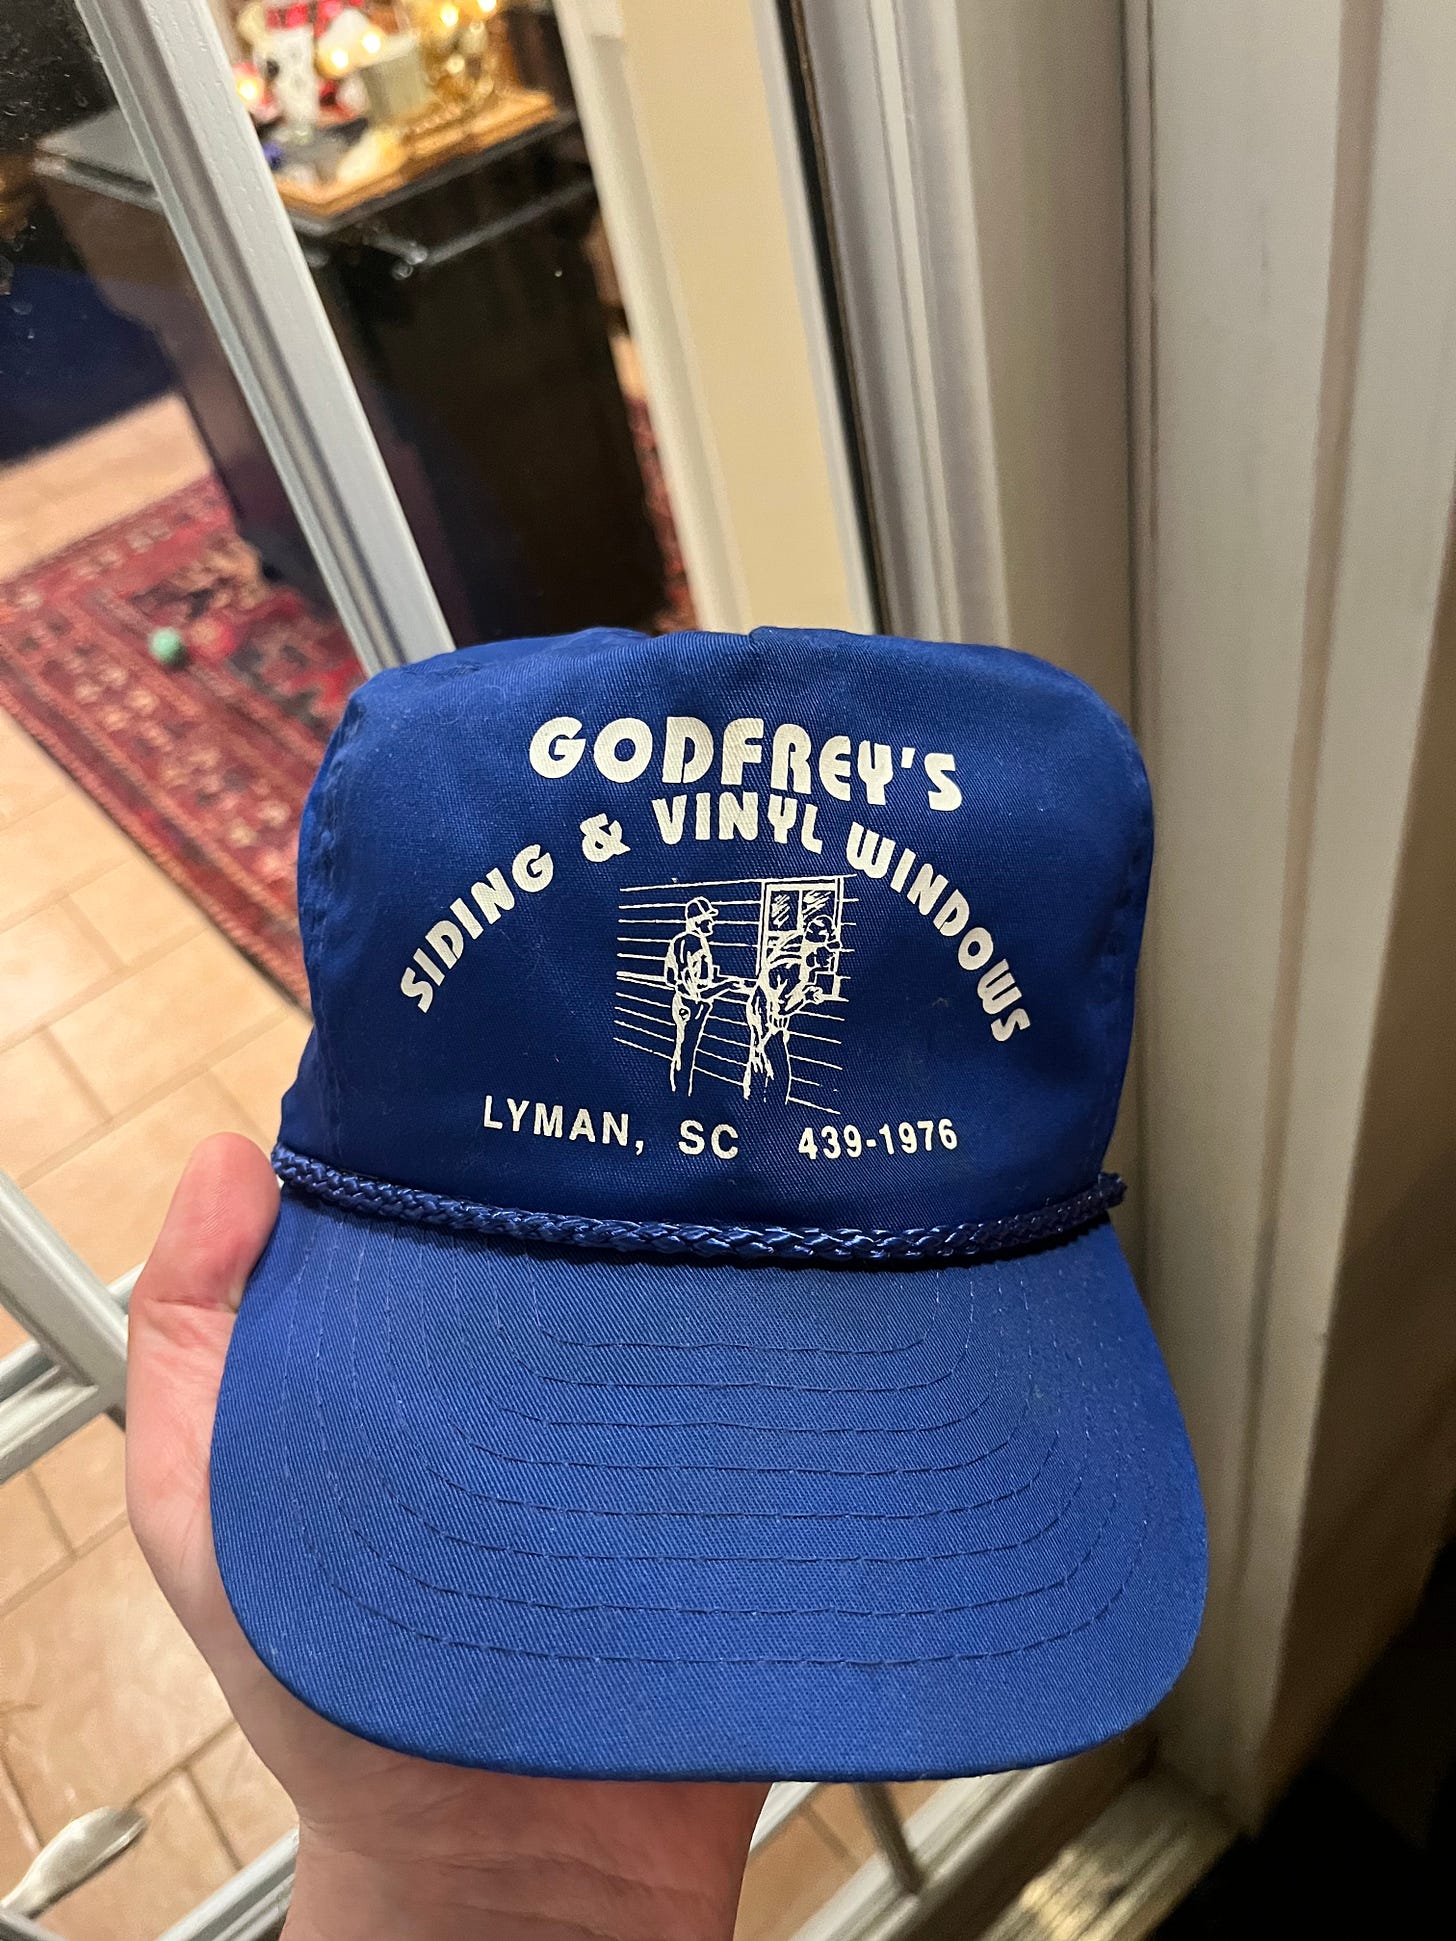 GODFREY'S
SIDING & VINYL WINDOWS
LYMAN, SC 439-1976